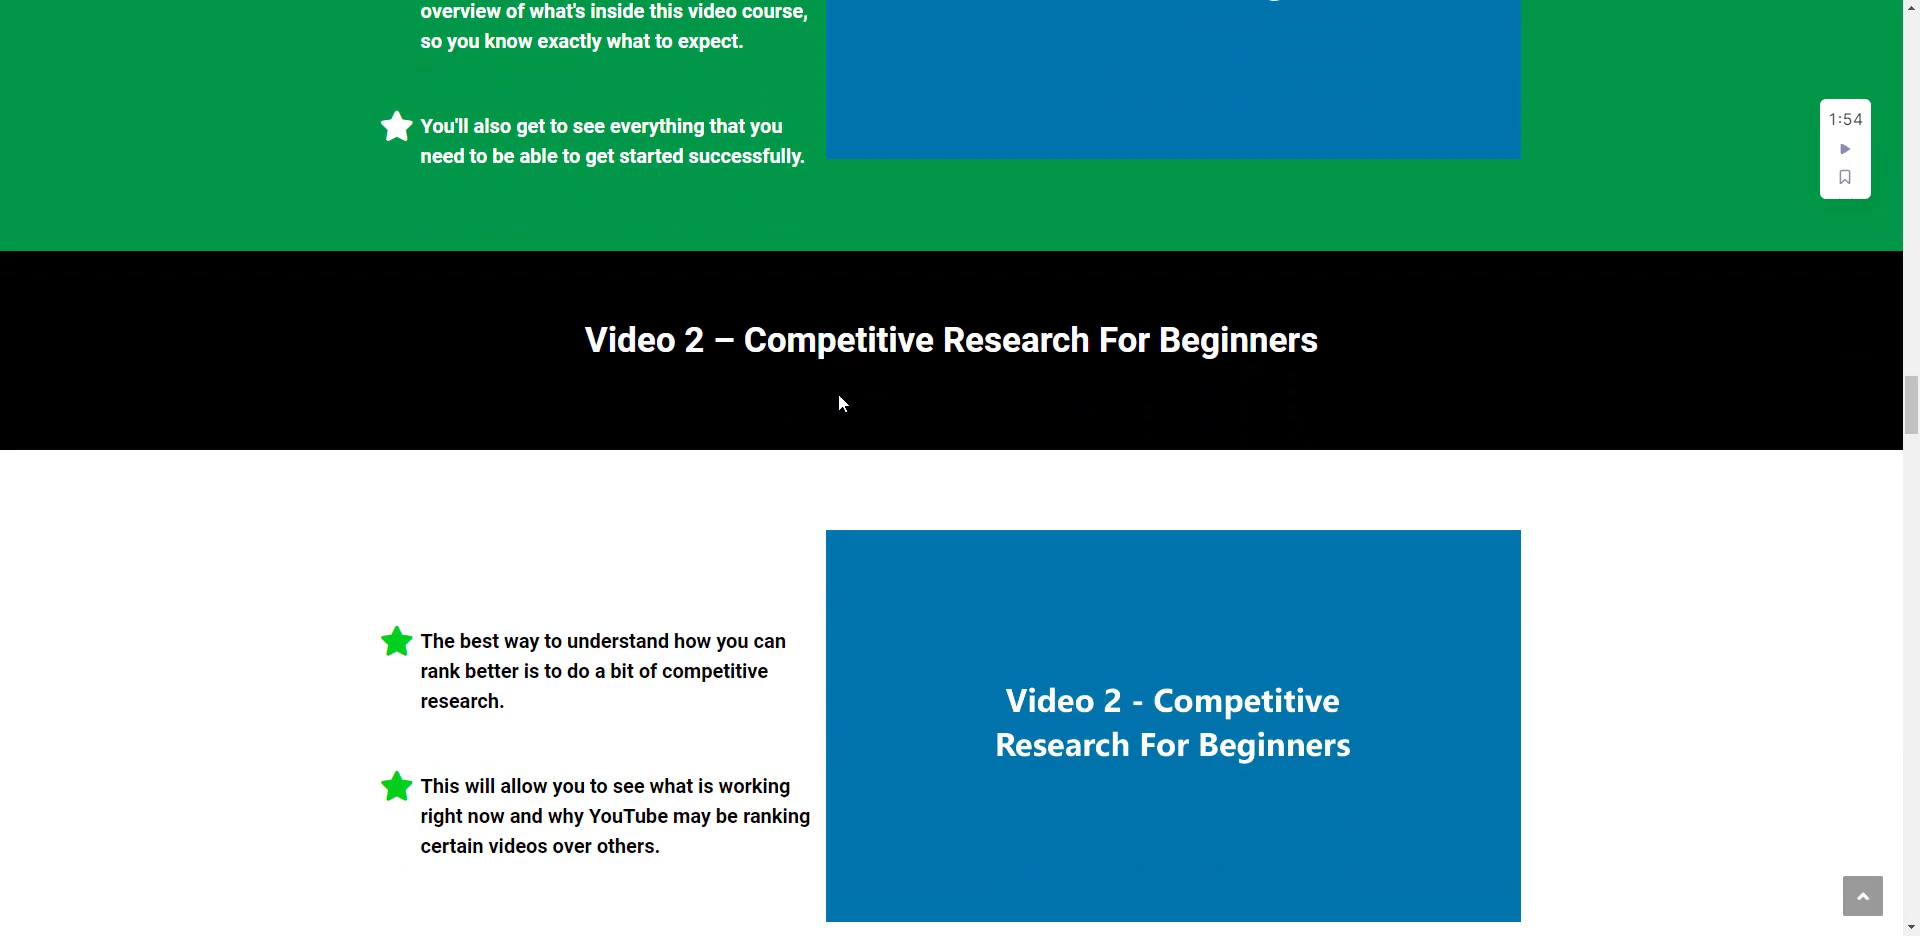 overview of what's inside this video course,
so you know exactly what to expect.
You'll also get to see everything that you
need to be able to get started successfully.
1:54
Video 2 – Competitive Research For Beginners
The best way to understand how you can
rank better is to do a bit of competitive
research.
This will allow you to see what is working
right now and why YouTube may be ranking
certain videos over others.
Video 2 - Competitive
Research For Beginners